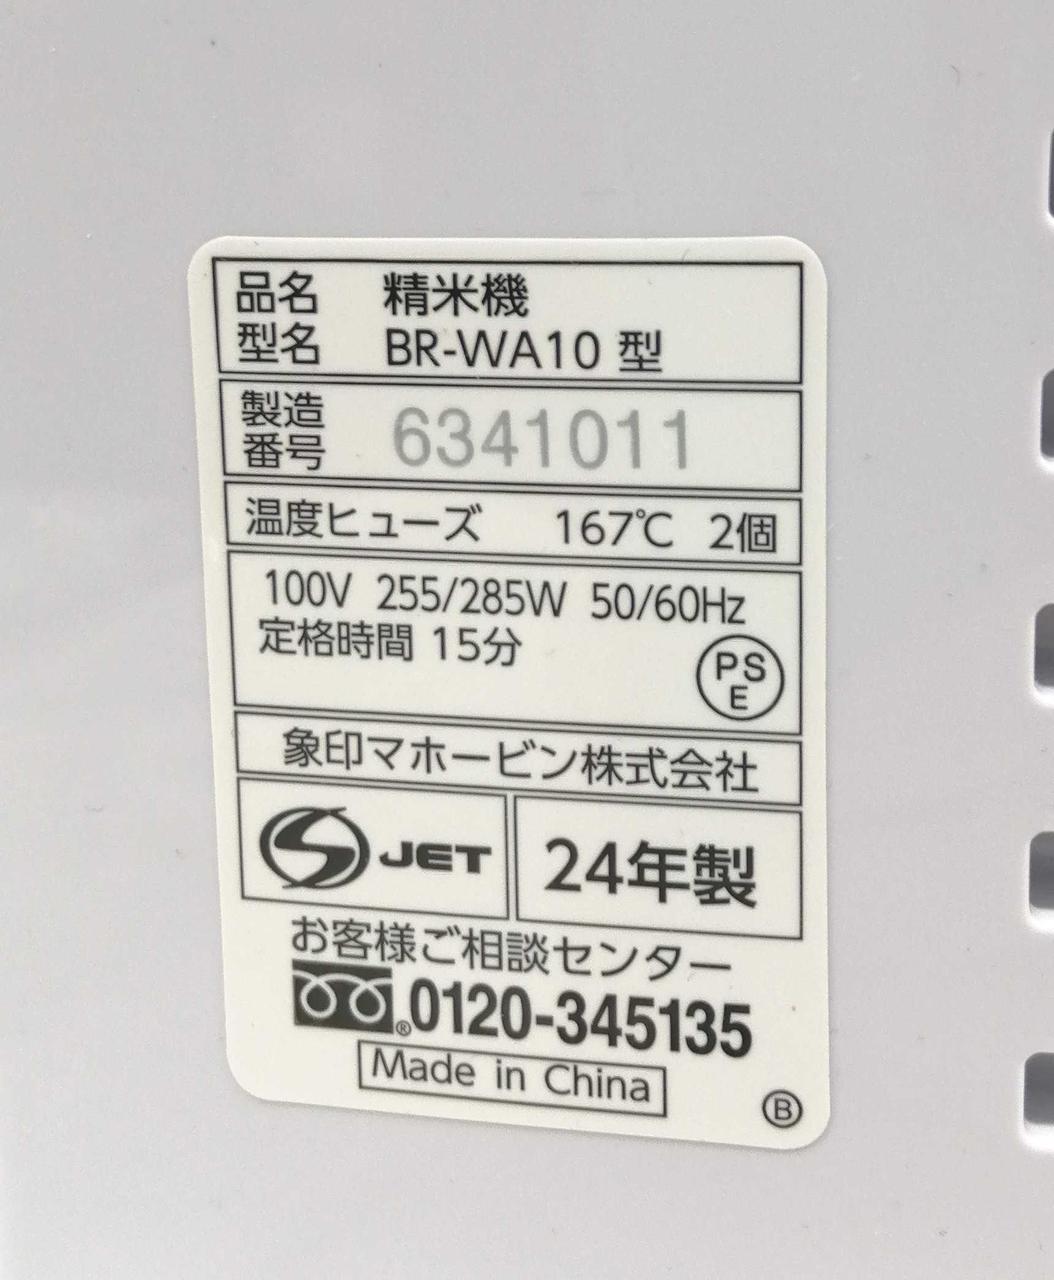 品名 精米機
型名 BR-WA10 型
製造
番号 6341011
温度ヒューズ 167℃ 2個
100V 255/285W 50/60Hz
定格時間 15分
PS
E
象印マホービン株式会社
JET 24年製
お客様ご相談センター
® 0120-345135
Made in China
Ⓑ